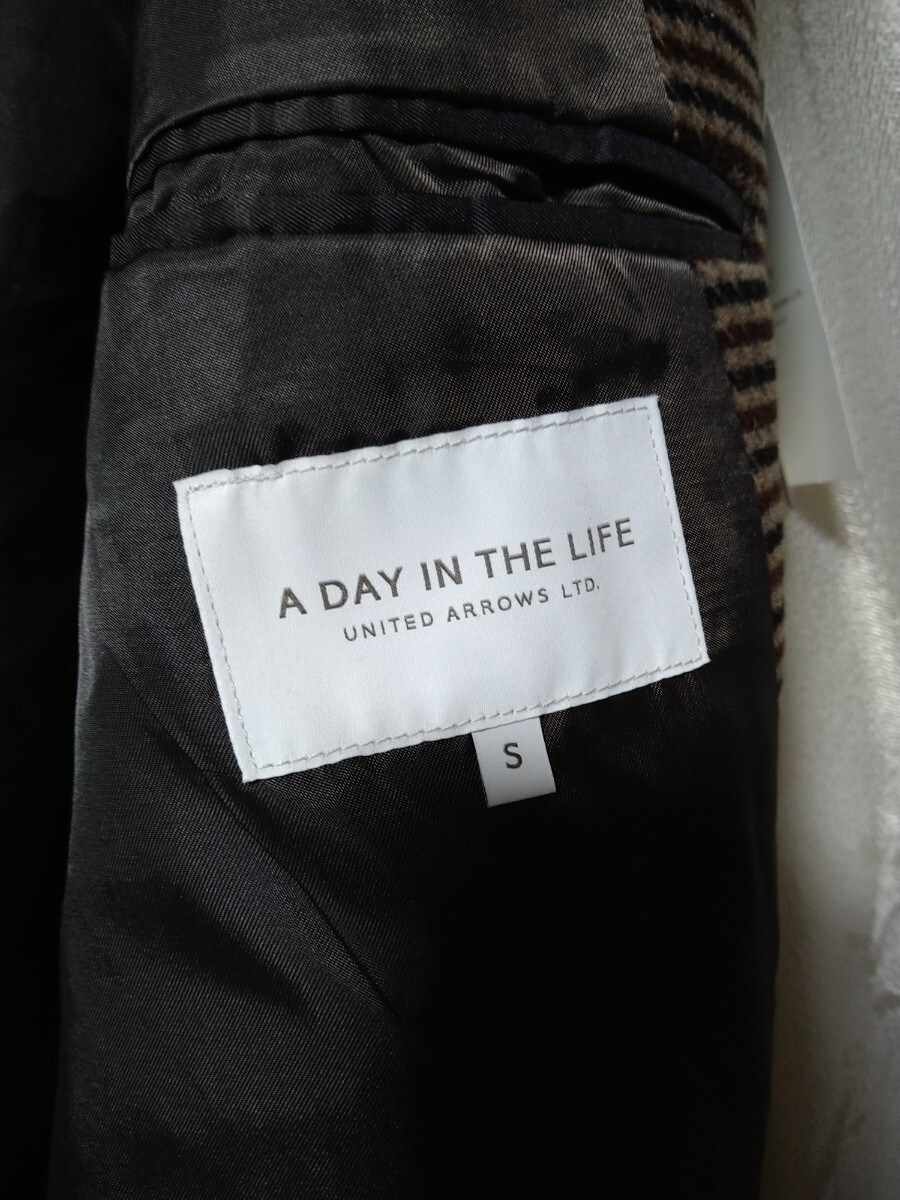 A DAY IN THE LIFE
UNITED ARROWS LTD.
S